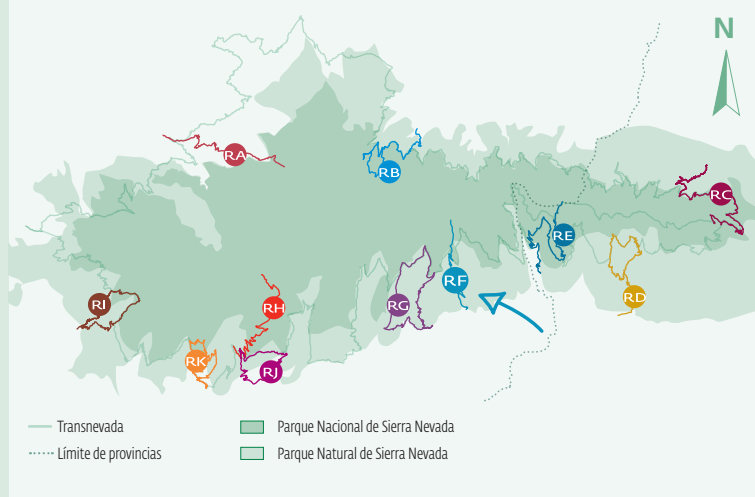 N
RA
RB
RC
RE
RF
RD
RG
RI
RH
RK
RJ
Transnevada
Parque Nacional de Sierra Nevada
Límite de provincias
Parque Natural de Sierra Nevada